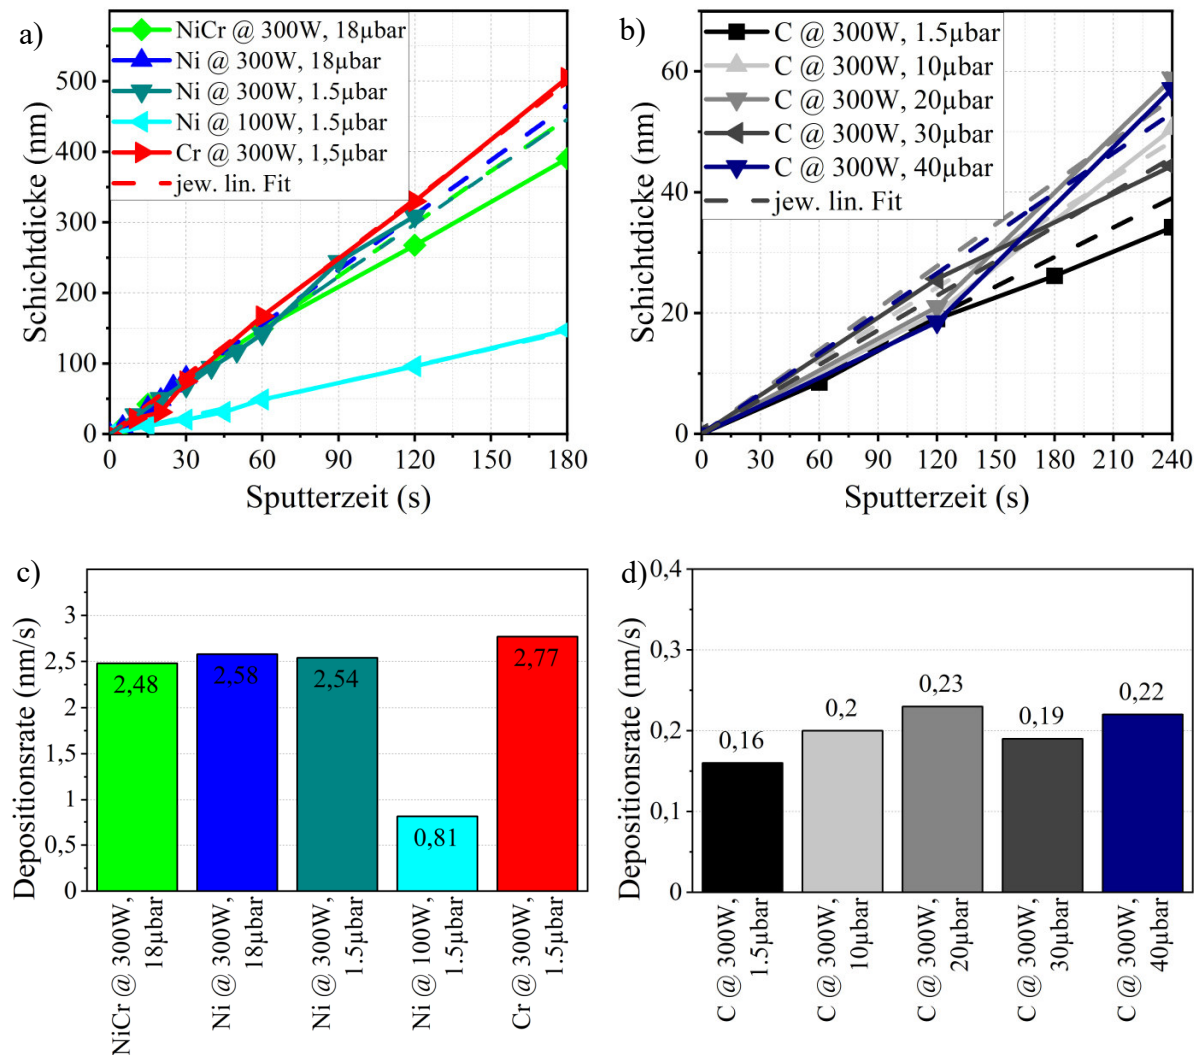 a)
NiCr @ 300W, 18µbar
Ni @ 300W, 18µbar
Ni @ 300W, 1.5µbar
Ni @ 100W, 1.5µbar
Cr @ 300W, 1,5µbar
jew. lin. Fit
Schichtdicke (nm)
500
400
300
200
100
0
0 30 60 90 120 150 180
Sputterzeit (s)
b)
C @ 300W, 1.5µbar
C @ 300W, 10µbar
C @ 300W, 20µbar
C @ 300W, 30µbar
C @ 300W, 40µbar
jew. lin. Fit
Schichtdicke (nm)
60
40
20
0
0 30 60 90 120 150 180 210 240
Sputterzeit (s)
c)
Depositionsrate (nm/s)
3
2,5
2
1,5
1
0,5
0
2,48
2,58
2,54
0,81
2,77
NiCr @ 300W,
18µbar
Ni @ 300W,
18µbar
Ni @ 300W,
1.5µbar
Ni @ 100W,
1.5µbar
Cr @ 300W,
1.5µbar
d)
Depositionsrate (nm/s)
0,4
0,3
0,2
0,1
0
0,16
0,2
0,23
0,19
0,22
C @ 300W,
1.5µbar
C @ 300W,
10µbar
C @ 300W,
20µbar
C @ 300W,
30µbar
C @ 300W,
40µbar